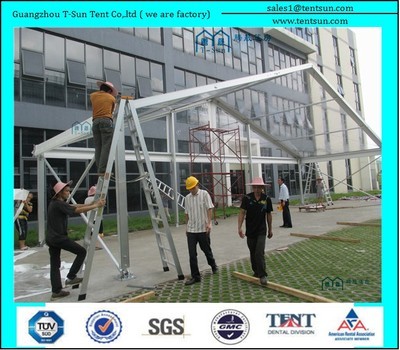 Guangzhou T-Sun Tent Co,.ltd ( we are factory)
sales1@tentsun.com
www.tentsun.com
TÜV
SGS
GMC
TENT
RENTAL DIVISION
American Rental Association